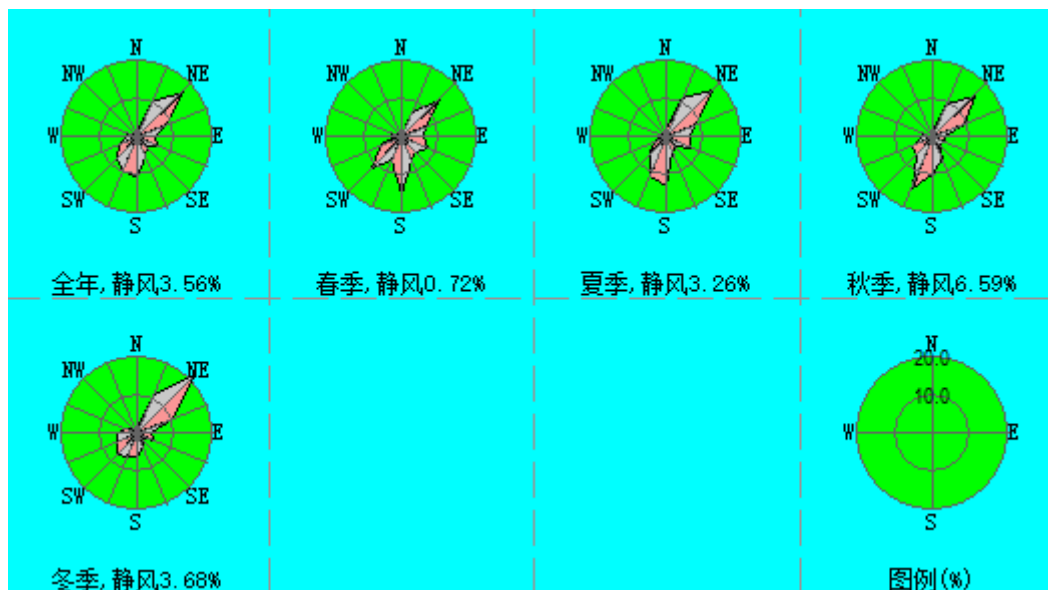 N
NW NE
W E
SW SE
S
全年,静风3.56%
N
NW NE
W E
SW SE
S
春季,静风0.72%
N
NW NE
W E
SW SE
S
夏季,静风3.26%
N
NW NE
W E
SW SE
S
秋季,静风6.59%
N
NW NE
W E
SW SE
S
冬季,静风3.68%
N
20.0
10.0
W E
S
图例(%)